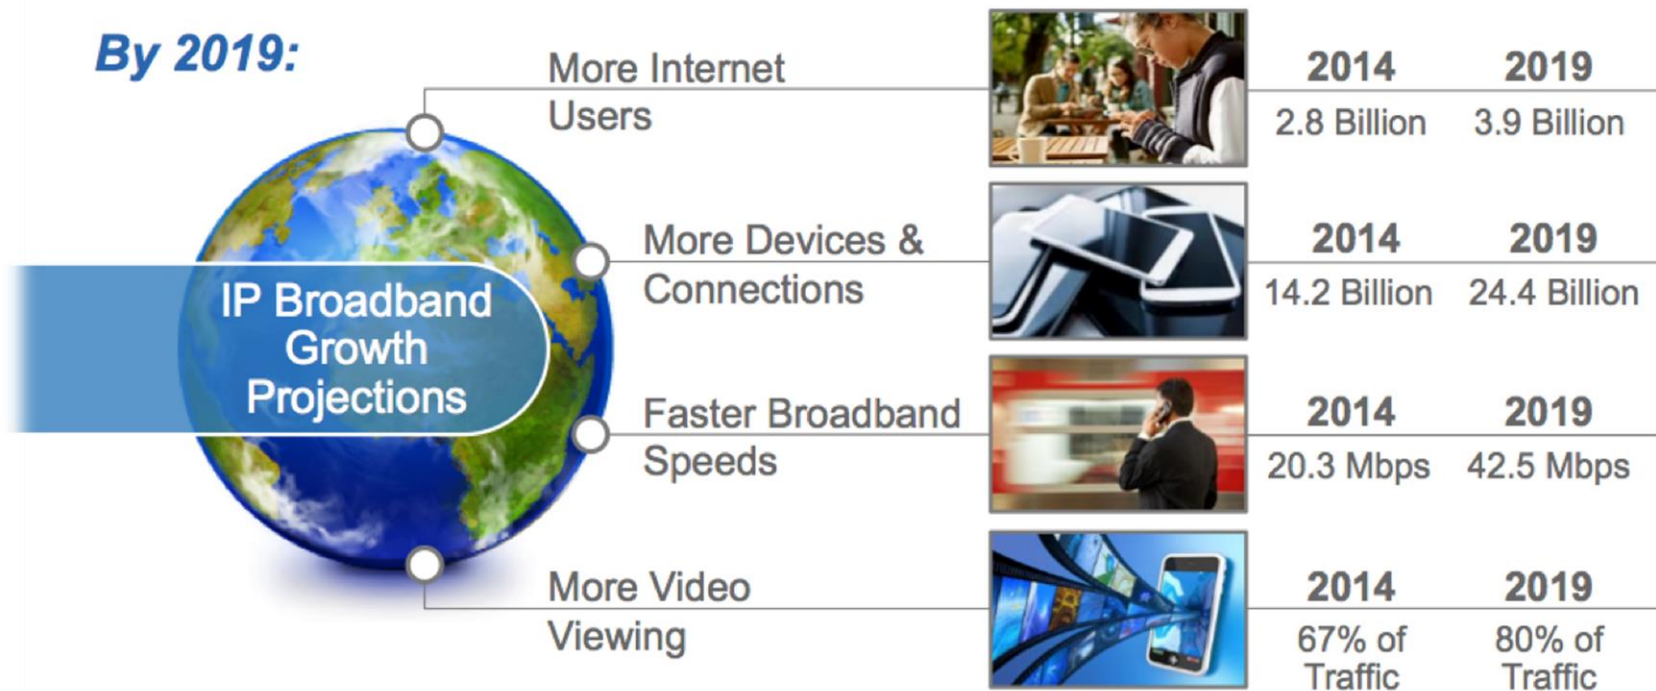 By 2019:
More Internet
Users
2014 2019
2.8 Billion 3.9 Billion
IP Broadband
Growth
Projections
More Devices &
Connections
2014 2019
14.2 Billion 24.4 Billion
Faster Broadband
Speeds
2014 2019
20.3 Mbps 42.5 Mbps
More Video
Viewing
2014 2019
67% of 80% of
Traffic Traffic